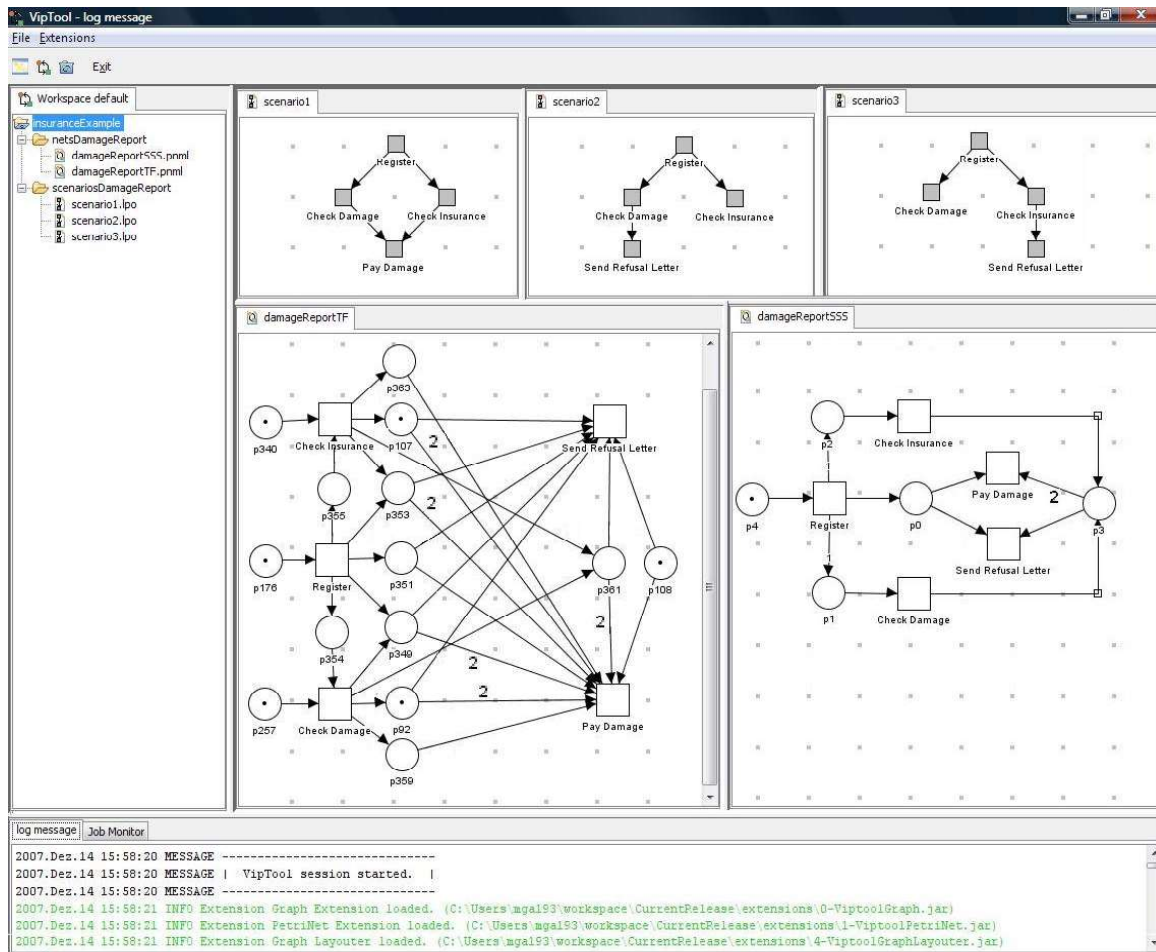 VipTool - log message
File Extensions
Exit
Workspace default
insuranceExample
netsDamageReport
damageReportSSS.pnml
damageReportTF.pnml
scenariosDamageReport
scenario1.lpo
scenario2.lpo
scenario3.lpo
scenario1
Register
Check Damage Check Insurance
Pay Damage
scenario2
Register
Check Damage Check Insurance
Send Refusal Letter
scenario3
Register
Check Damage Check Insurance
Send Refusal Letter
damageReportTF
p363
p340 Check Insurance p107 2 Send Refusal Letter
p355 p353 2
p176 Register p351 p361 p108
p354 p349 2
2
2
p257 Check Damage p92 Pay Damage
p359
damageReportSSS
p2 Check Insurance
Pay Damage 2
p4 Register p0 p3
1
1
Send Refusal Letter
p1 Check Damage
log message Job Monitor
2007.Dez.14 15:58:20 MESSAGE ------------------------------
2007.Dez.14 15:58:20 MESSAGE | VipTool session started. |
2007.Dez.14 15:58:20 MESSAGE ------------------------------
2007.Dez.14 15:58:21 INFO Extension Graph Extension loaded. (C:\Users\mga193\workspace\CurrentRelease\extensions\0-ViptoolGraph.jar)
2007.Dez.14 15:58:21 INFO Extension PetriNet Extension loaded. (C:\Users\mga193\workspace\CurrentRelease\extensions\1-ViptoolPetriNet.jar)
2007.Dez.14 15:58:21 INFO Extension Graph Layouter loaded. (C:\Users\mga193\workspace\CurrentRelease\extensions\4-ViptoolGraphLayouter.jar)